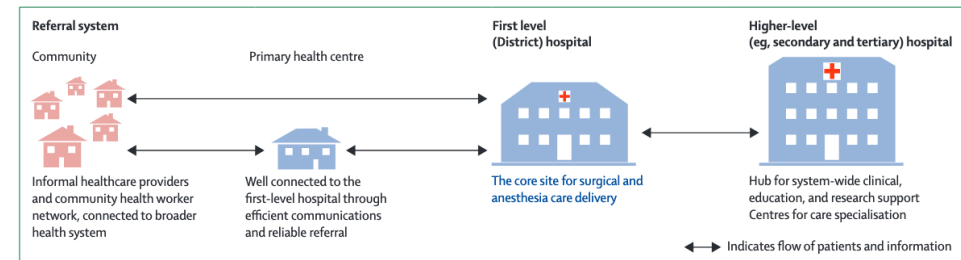 Referral system
First level
(District) hospital
Higher-level
(eg, secondary and tertiary) hospital
Community
Primary health centre
Informal healthcare providers
and community health worker
network, connected to broader
health system
Well connected to the
first-level hospital through
efficient communications
and reliable referral
The core site for surgical and
anesthesia care delivery
Hub for system-wide clinical,
education, and research support
Centres for care specialisation
Indicates flow of patients and information